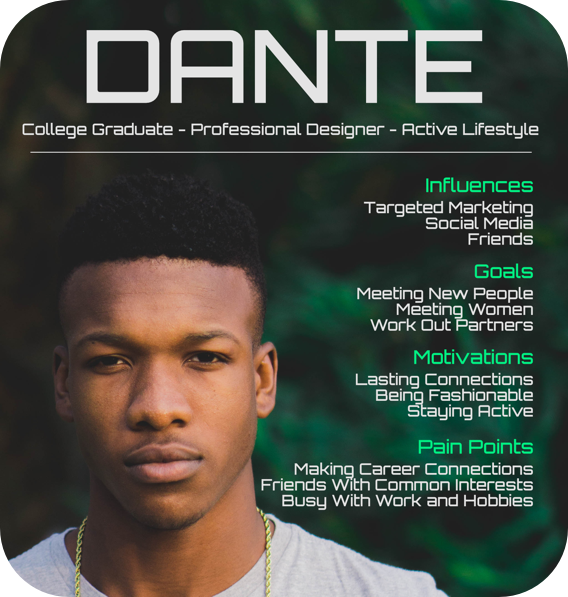 DANTE
College Graduate - Professional Designer - Active Lifestyle
Influences
Targeted Marketing
Social Media
Friends
Goals
Meeting New People
Meeting Women
Work Out Partners
Motivations
Lasting Connections
Being Fashionable
Staying Active
Pain Points
Making Career Connections
Friends With Common Interests
Busy With Work and Hobbies